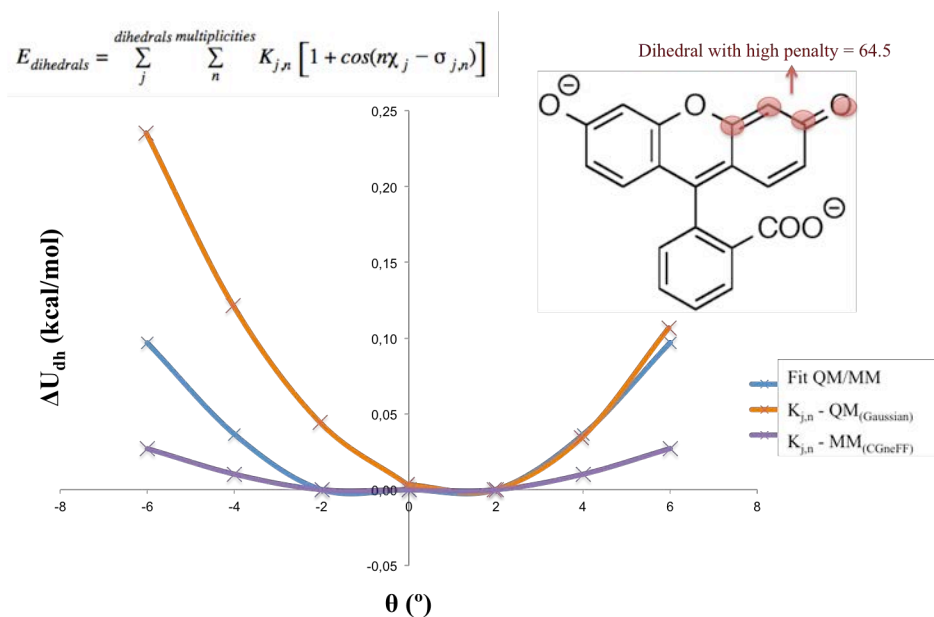 dihedrals multiplicities
E_dihedrals = ∑ ∑ K_j,n [1 + cos(nχ_j − σ_j,n)]
j n
Dihedral with high penalty = 64.5
O⊖
O
O
COO⊖
ΔU_dh (kcal/mol)
0,25
0,20
0,15
0,10
0,05
0,00
-0,05
-8 -6 -4 -2 0 2 4 6 8
θ (º)
Fit QM/MM
K_j,n - QM_(Gaussian)
K_j,n - MM_(CGneFF)